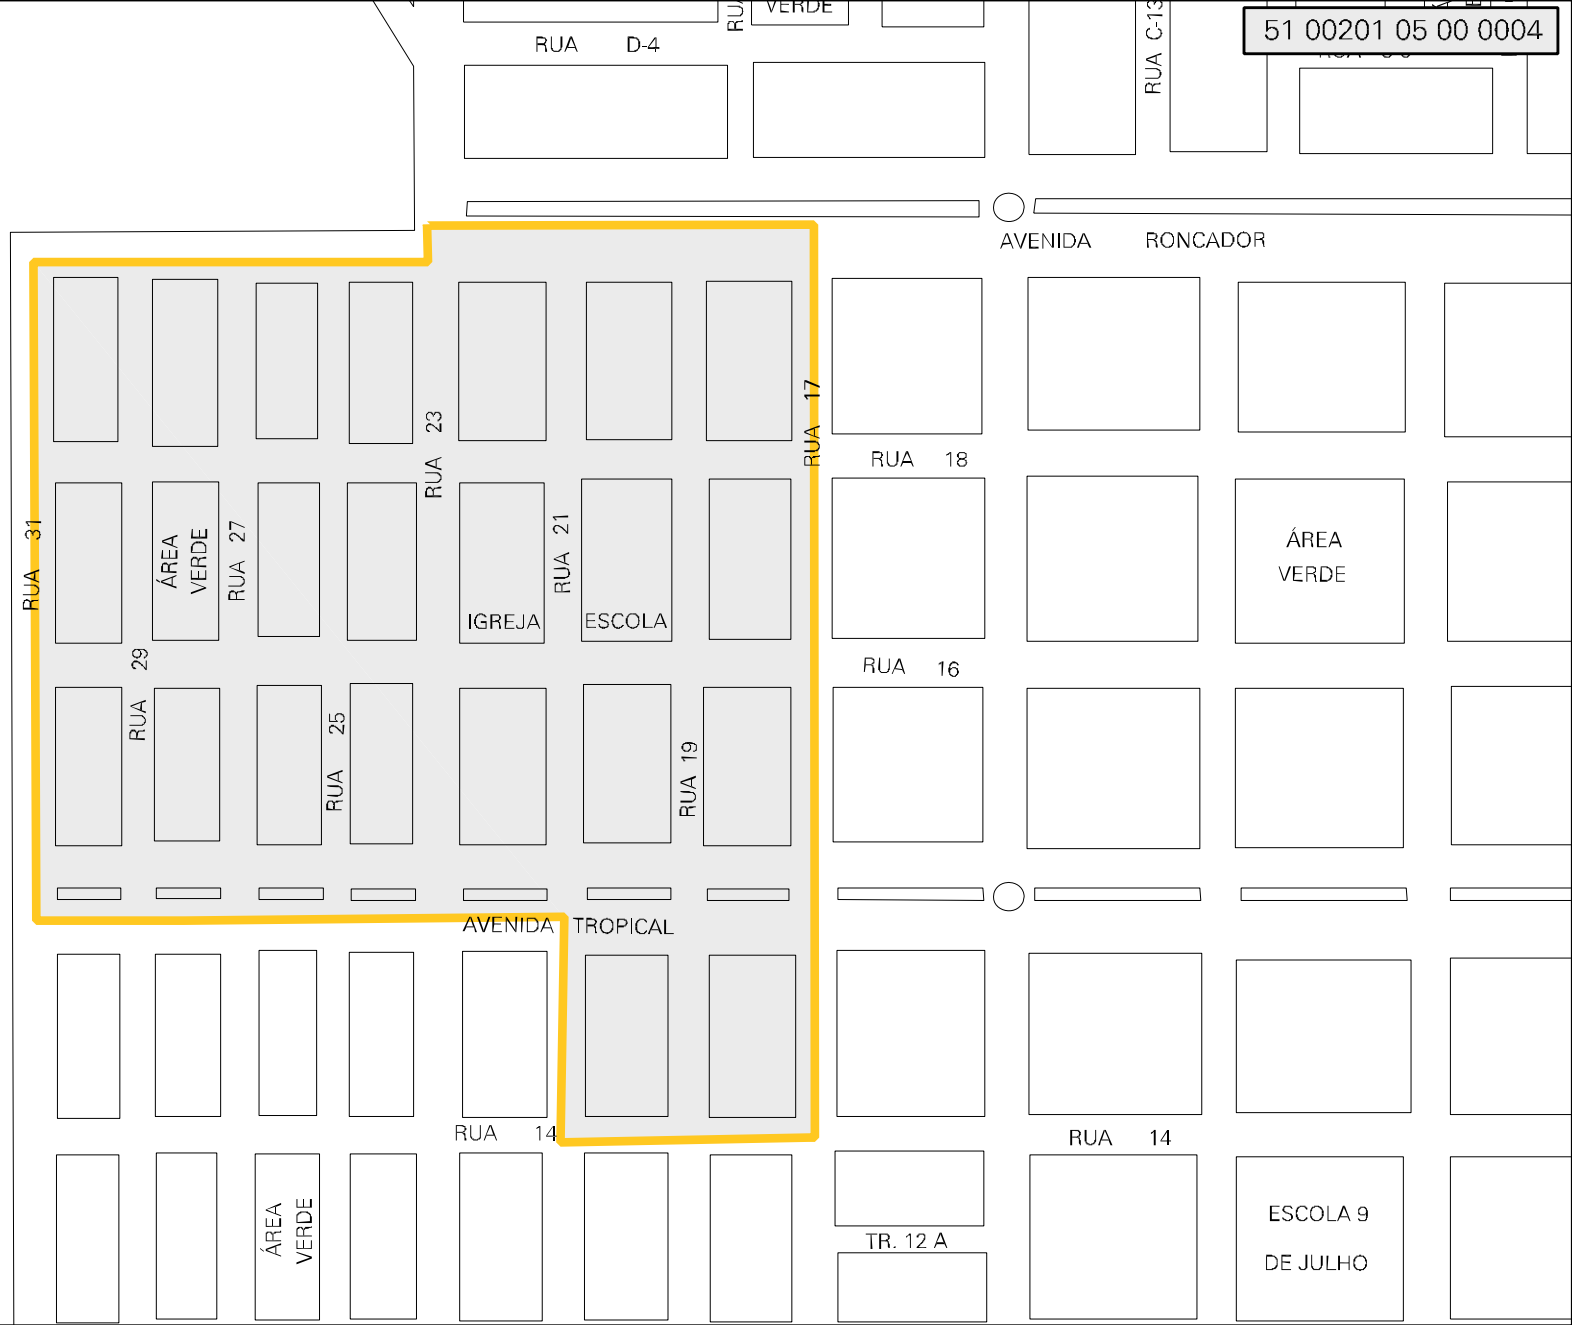 VERDE
51 00201 05 00 0004
RUA D-4
RUA C-13
AVENIDA RONCADOR
RUA 17
RUA 23
RUA 18
RUA 31
ÁREA
VERDE
RUA 27
RUA 21
ÁREA
VERDE
IGREJA
ESCOLA
RUA 29
RUA 16
RUA 25
RUA 19
AVENIDA TROPICAL
RUA 14
RUA 14
ÁREA
VERDE
TR. 12 A
ESCOLA 9
DE JULHO